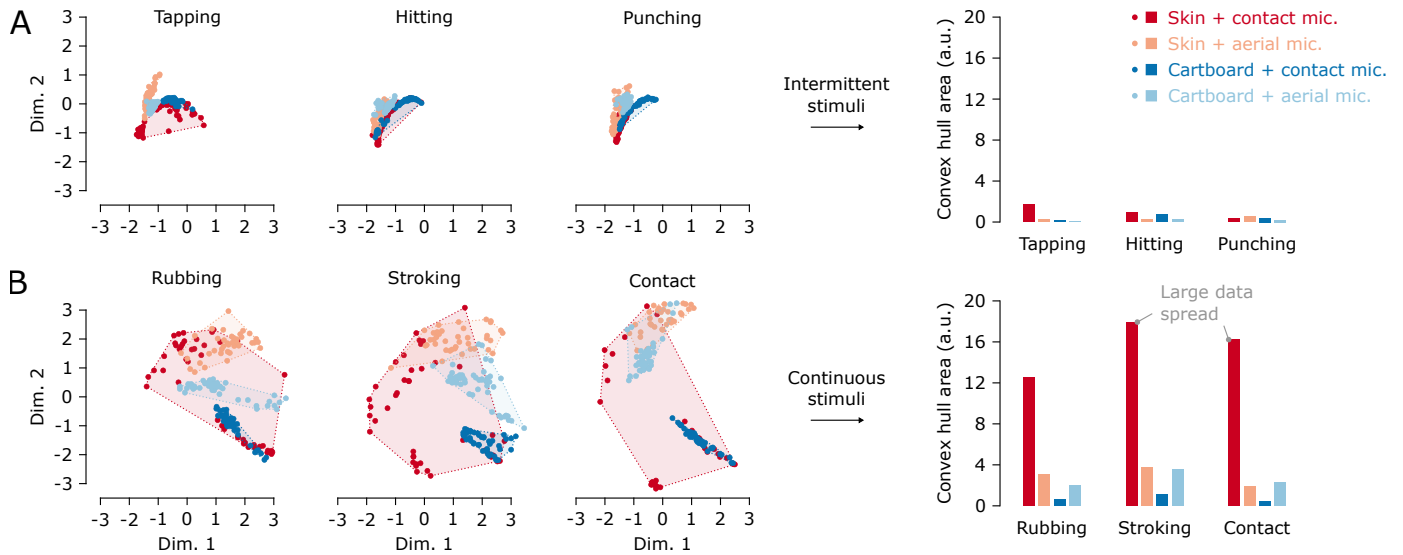 A
Tapping
Hitting
Punching
3
2
1
0
-1
-2
-3
Dim. 2
-3 -2 -1 0 1 2 3
-3 -2 -1 0 1 2 3
-3 -2 -1 0 1 2 3
Intermittent
stimuli
Convex hull area (a.u.)
20
16
12
8
4
0
Skin + contact mic.
Skin + aerial mic.
Cartboard + contact mic.
Cartboard + aerial mic.
Tapping Hitting Punching
B
Rubbing
Stroking
Contact
3
2
1
0
-1
-2
-3
Dim. 2
-3 -2 -1 0 1 2 3
-3 -2 -1 0 1 2 3
-3 -2 -1 0 1 2 3
Dim. 1
Dim. 1
Dim. 1
Continuous
stimuli
Convex hull area (a.u.)
20
16
12
8
4
0
Large data
spread
Rubbing Stroking Contact